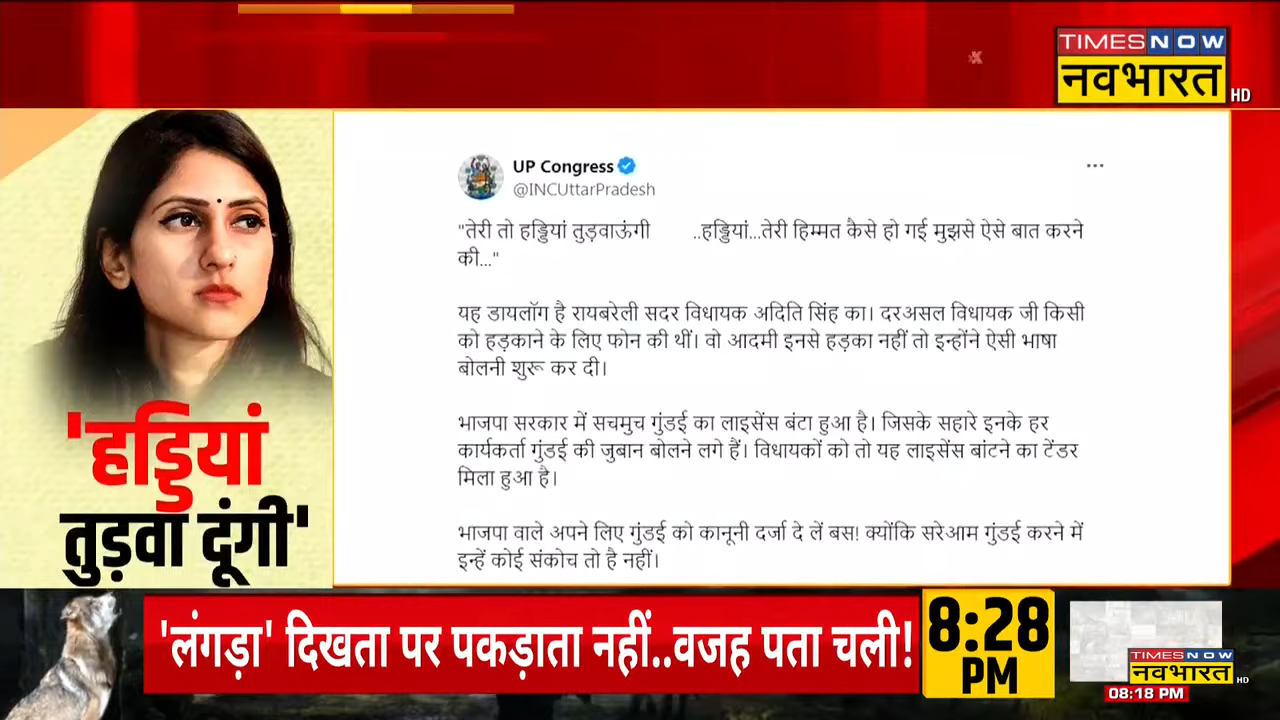 TIMES NOW
नवभारत
HD
UP Congress
@INCUttarPradesh
...
"तेरी तो हड्डियां तुड़वाऊंगी ..हड्डियां...तेरी हिम्मत कैसे हो गई मुझसे ऐसे बात करने
की..."
यह डायलॉग है रायबरेली सदर विधायक अदिति सिंह का। दरअसल विधायक जी किसी
को हड़काने के लिए फोन की थीं। वो आदमी इनसे हड़का नहीं तो इन्होंने ऐसी भाषा
बोलनी शुरू कर दी।
भाजपा सरकार में सचमुच गुंडई का लाइसेंस बंटा हुआ है। जिसके सहारे इनके हर
कार्यकर्ता गुंडई की जुबान बोलने लगे हैं। विधायकों को तो यह लाइसेंस बांटने का टेंडर
मिला हुआ है।
भाजपा वाले अपने लिए गुंडई को कानूनी दर्जा दे लें बस! क्योंकि सरेआम गुंडई करने में
इन्हें कोई संकोच तो है नहीं।
'हड्डियां
तुड़वा दूंगी'
'लंगड़ा' दिखता पर पकड़ाता नहीं..वजह पता चली!
8:28
PM
TIMES NOW
नवभारत
HD
08:18 PM